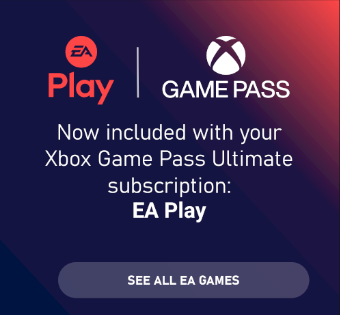 EA
Play
GAME PASS
Now included with your
Xbox Game Pass Ultimate
subscription:
EA Play
SEE ALL EA GAMES